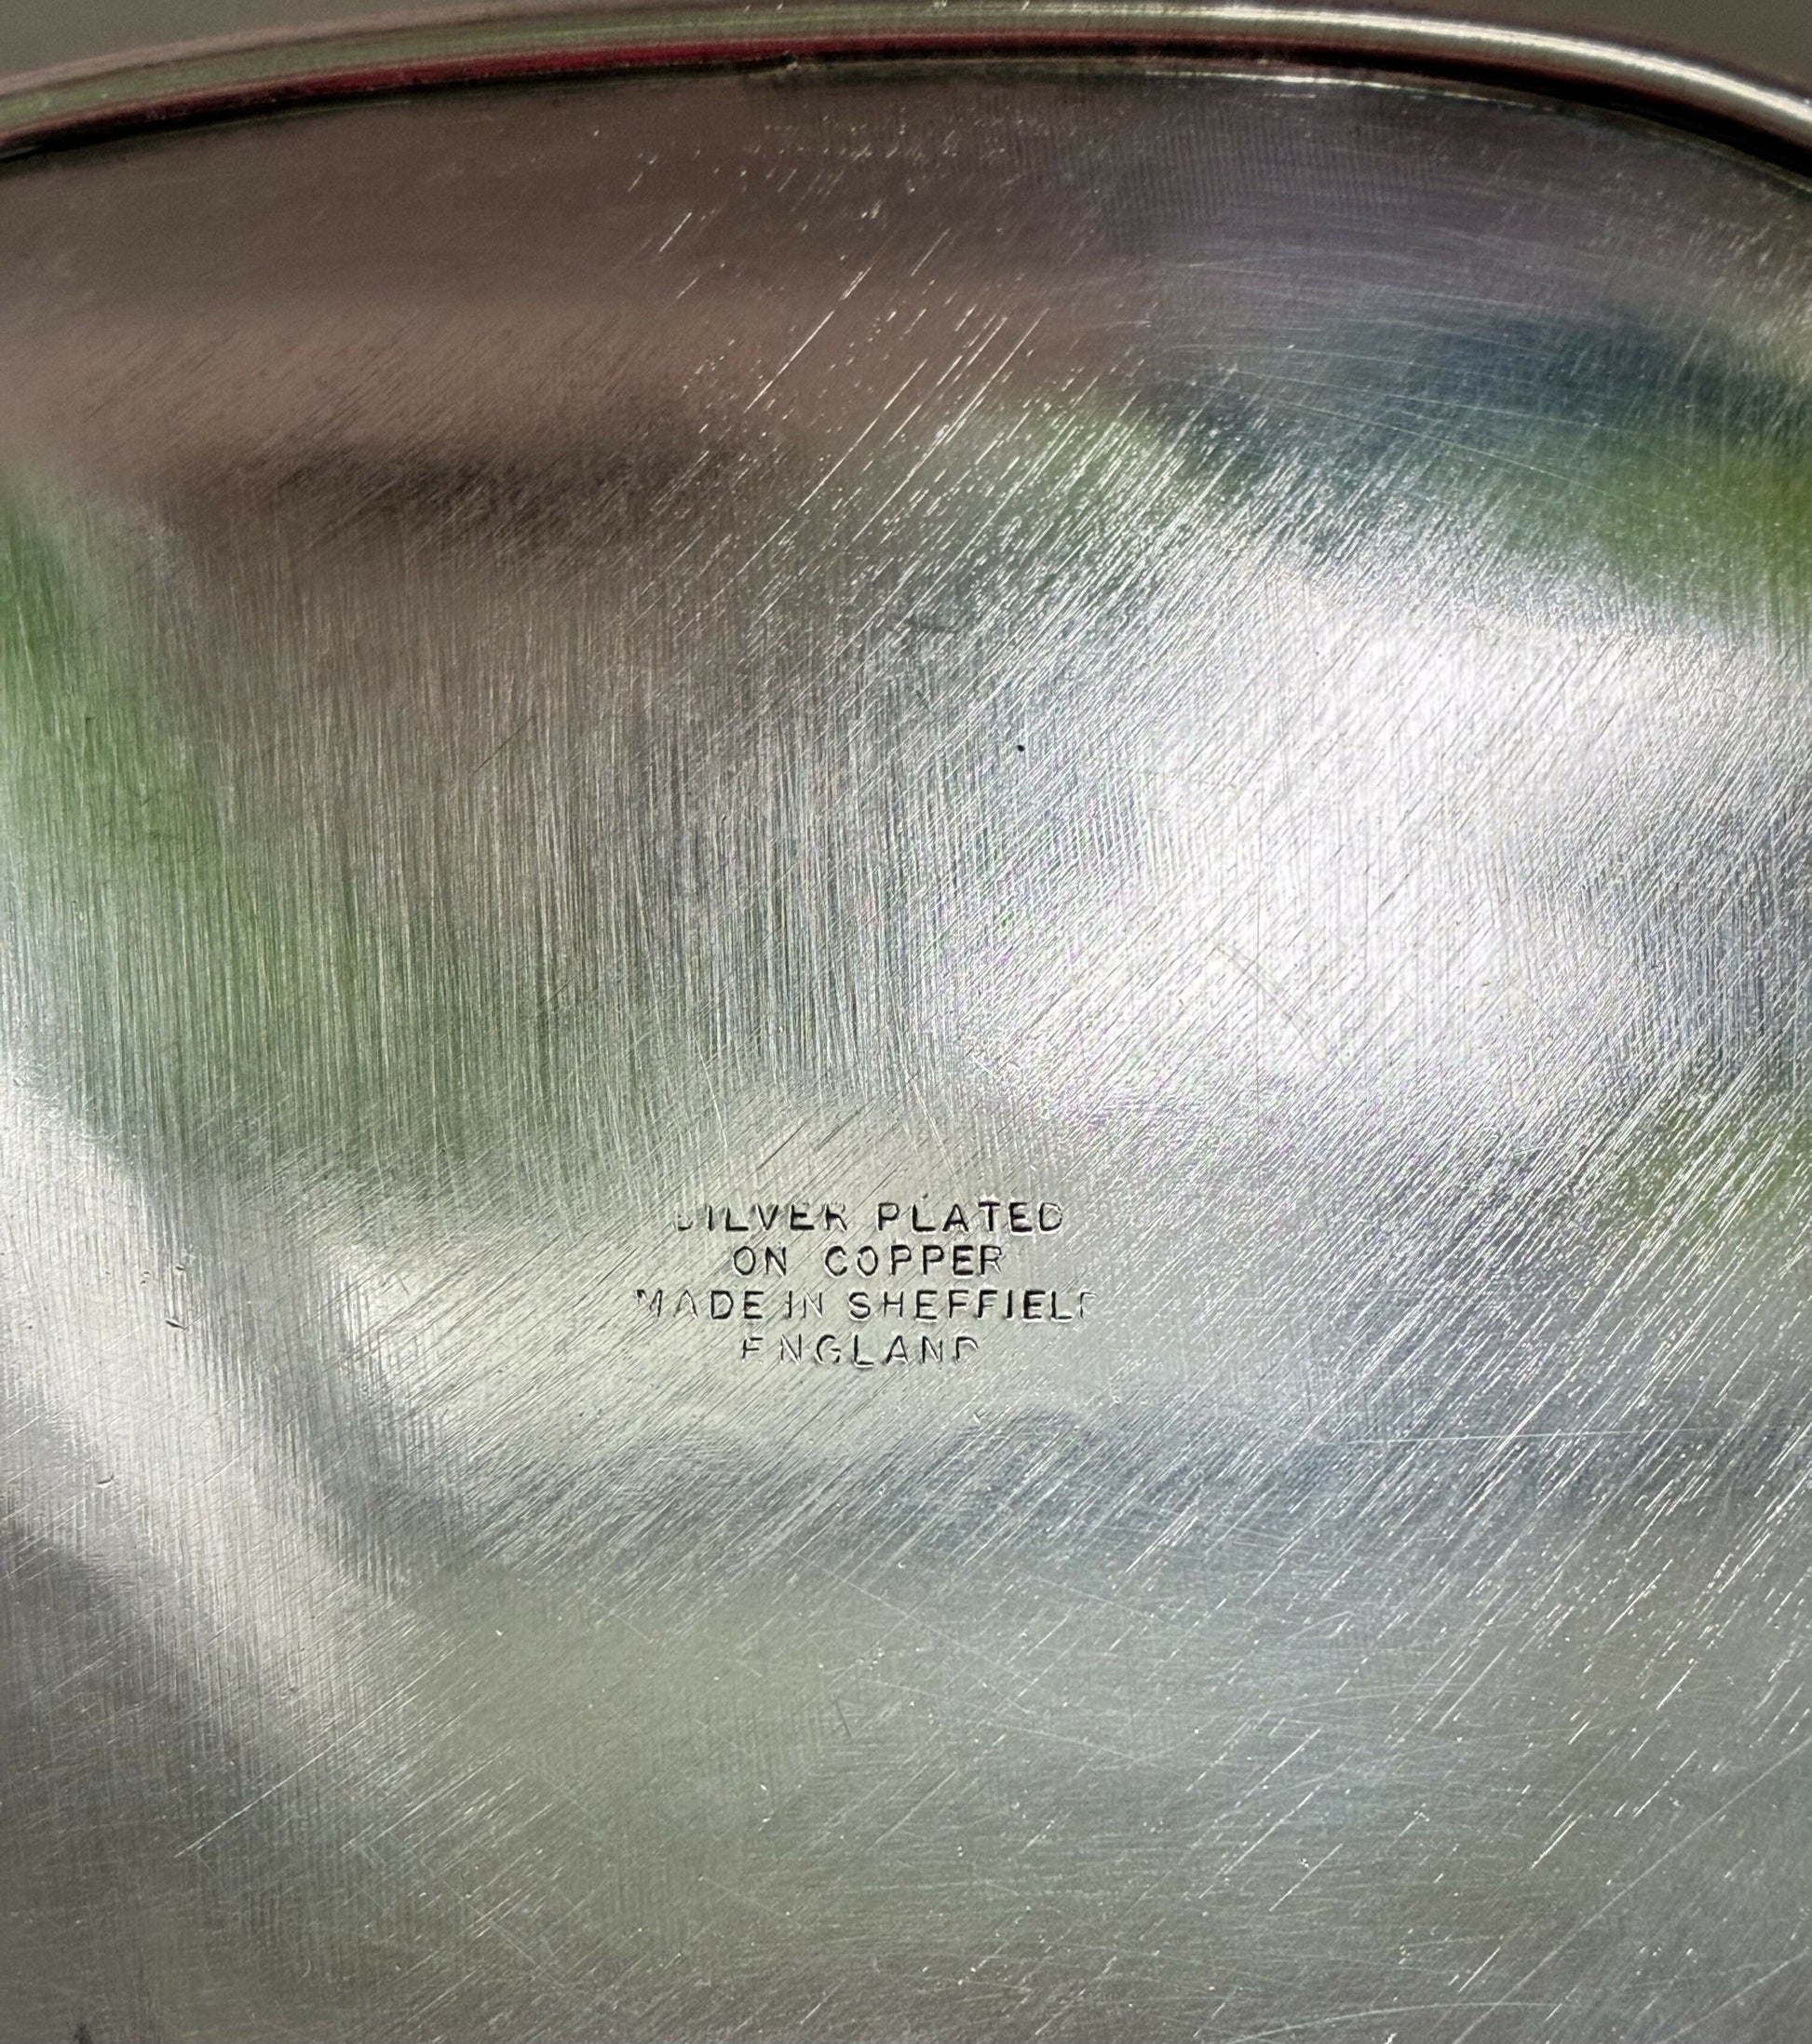 SILVER PLATED
ON COPPER
MADE IN SHEFFIELD
ENGLAND